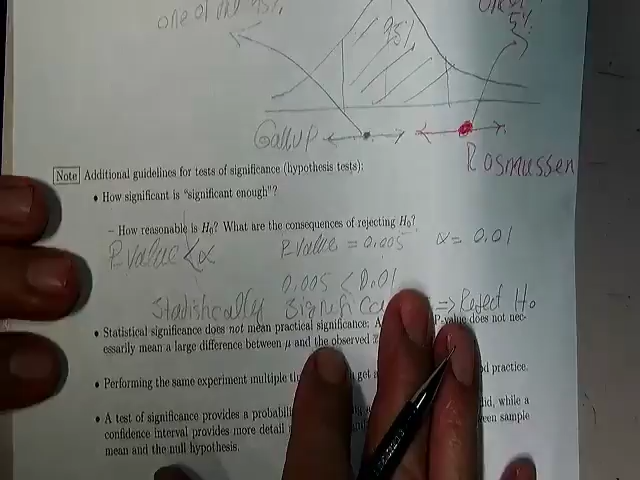 one of the 95%
5%
95%
Gallup
Rasmussen
Note Additional guidelines for tests of significance (hypothesis tests):
• How significant is "significant enough"?
– How reasonable is H₀? What are the consequences of rejecting H₀?
P-value < α P-value = 0.005 α = 0.01
0.005 < 0.01
Statistically Significa ⇒ Reject H₀
• Statistical significance does not mean practical significance: A P-value does not nec-
essarily mean a large difference between μ and the observed
• Performing the same experiment multiple get a practice.
• A test of significance provides a while a
confidence interval provides more detail sample
mean and the null hypothesis.